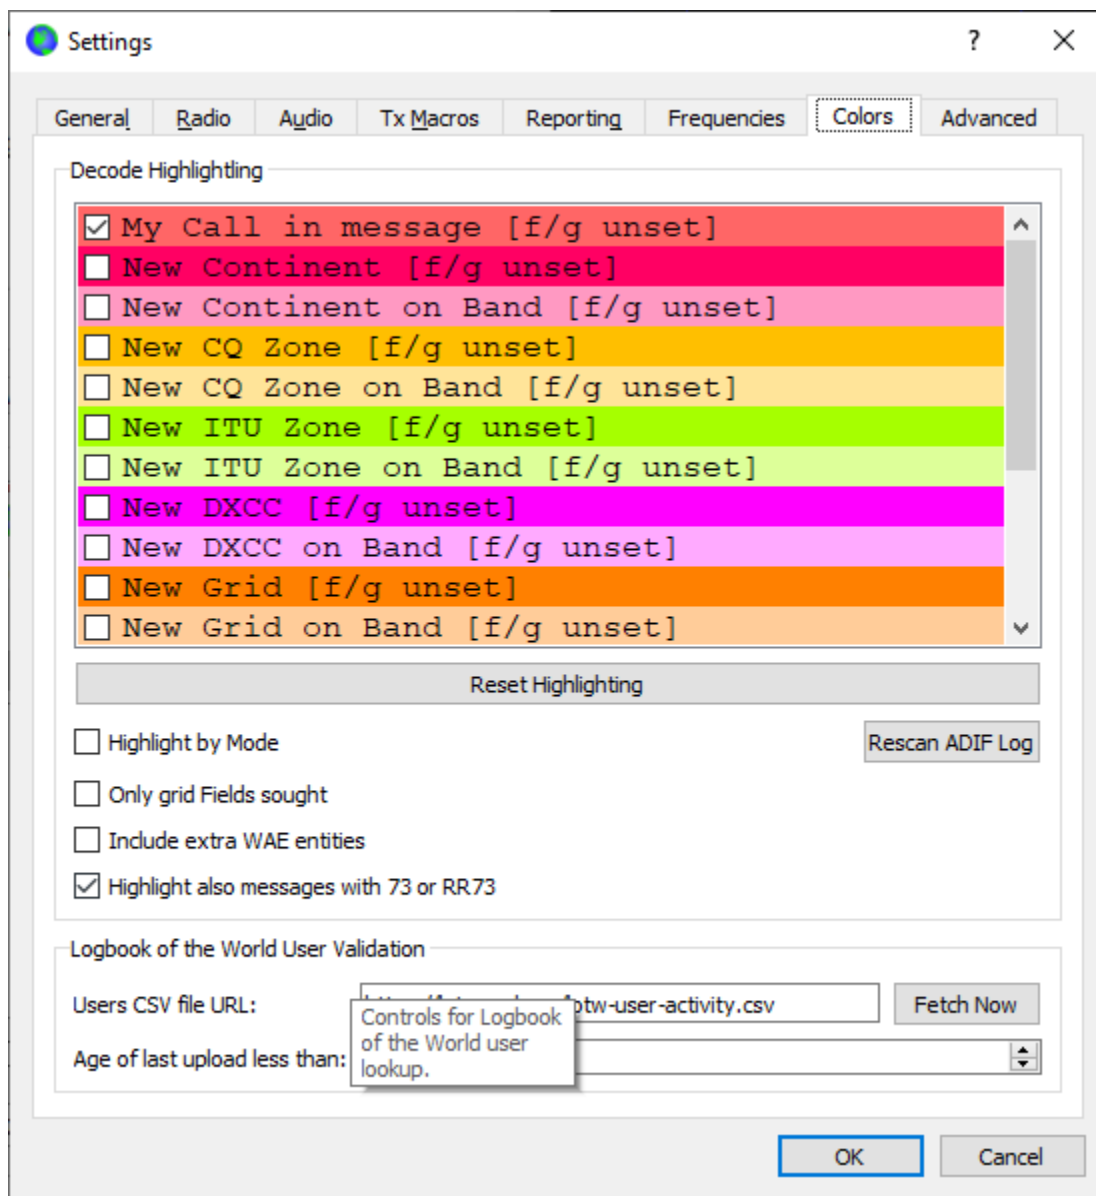 Settings
?
General Radio Audio Tx Macros Reporting Frequencies Colors Advanced
Decode Highlightling
My Call in message [f/g unset]
New Continent [f/g unset]
New Continent on Band [f/g unset]
New CQ Zone [f/g unset]
New CQ Zone on Band [f/g unset]
New ITU Zone [f/g unset]
New ITU Zone on Band [f/g unset]
New DXCC [f/g unset]
New DXCC on Band [f/g unset]
New Grid [f/g unset]
New Grid on Band [f/g unset]
Reset Highlighting
Highlight by Mode
Rescan ADIF Log
Only grid Fields sought
Include extra WAE entities
Highlight also messages with 73 or RR73
Logbook of the World User Validation
Users CSV file URL: otw-user-activity.csv Fetch Now
Controls for Logbook
of the World user
lookup.
Age of last upload less than:
OK Cancel